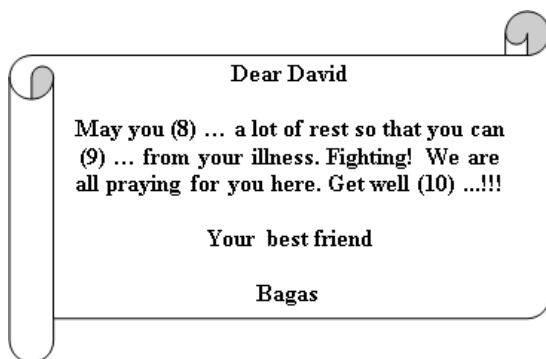 Dear David
May you (8) … a lot of rest so that you can
(9) … from your illness. Fighting! We are
all praying for you here. Get well (10) ...!!!
Your best friend
Bagas